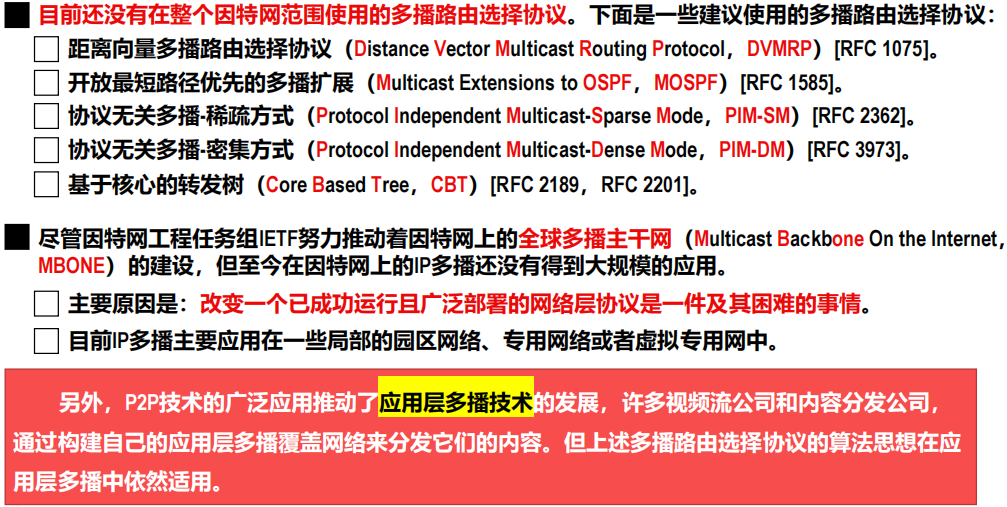 目前还没有在整个因特网范围使用的多播路由选择协议。下面是一些建议使用的多播路由选择协议：
距离向量多播路由选择协议（Distance Vector Multicast Routing Protocol，DVMRP）[RFC 1075]。
开放最短路径优先的多播扩展（Multicast Extensions to OSPF，MOSPF）[RFC 1585]。
协议无关多播-稀疏方式（Protocol Independent Multicast-Sparse Mode，PIM-SM）[RFC 2362]。
协议无关多播-密集方式（Protocol Independent Multicast-Dense Mode，PIM-DM）[RFC 3973]。
基于核心的转发树（Core Based Tree，CBT）[RFC 2189，RFC 2201]。
尽管因特网工程任务组IETF努力推动着因特网上的全球多播主干网（Multicast Backbone On the Internet，
MBONE）的建设，但至今在因特网上的IP多播还没有得到大规模的应用。
主要原因是：改变一个已成功运行且广泛部署的网络层协议是一件及其困难的事情。
目前IP多播主要应用在一些局部的园区网络、专用网络或者虚拟专用网中。
另外，P2P技术的广泛应用推动了应用层多播技术的发展，许多视频流公司和内容分发公司，
通过构建自己的应用层多播覆盖网络来分发它们的内容。但上述多播路由选择协议的算法思想在应
用层多播中依然适用。